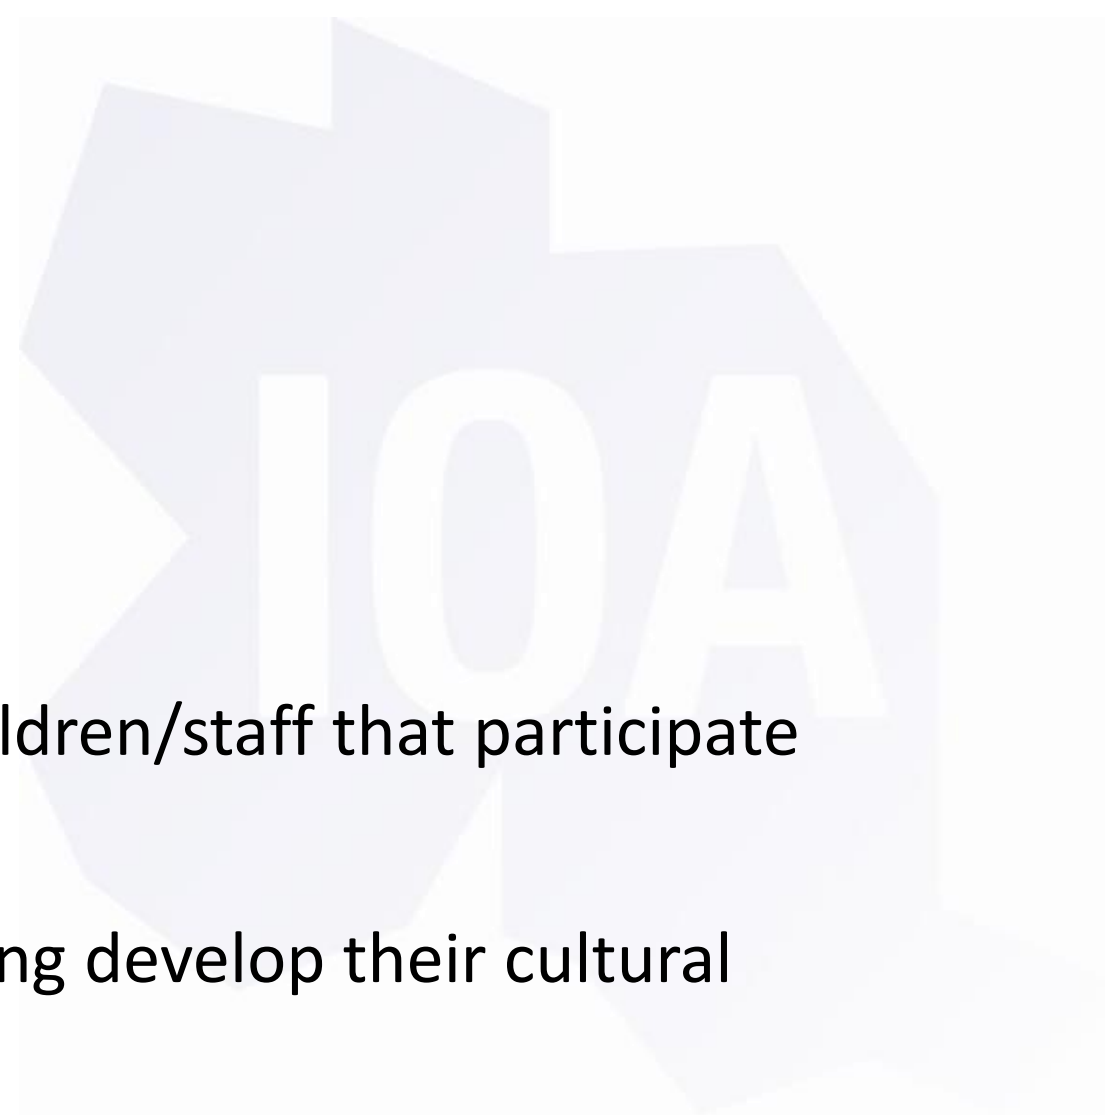 IOA
ldren/staff that participate
ng develop their cultural